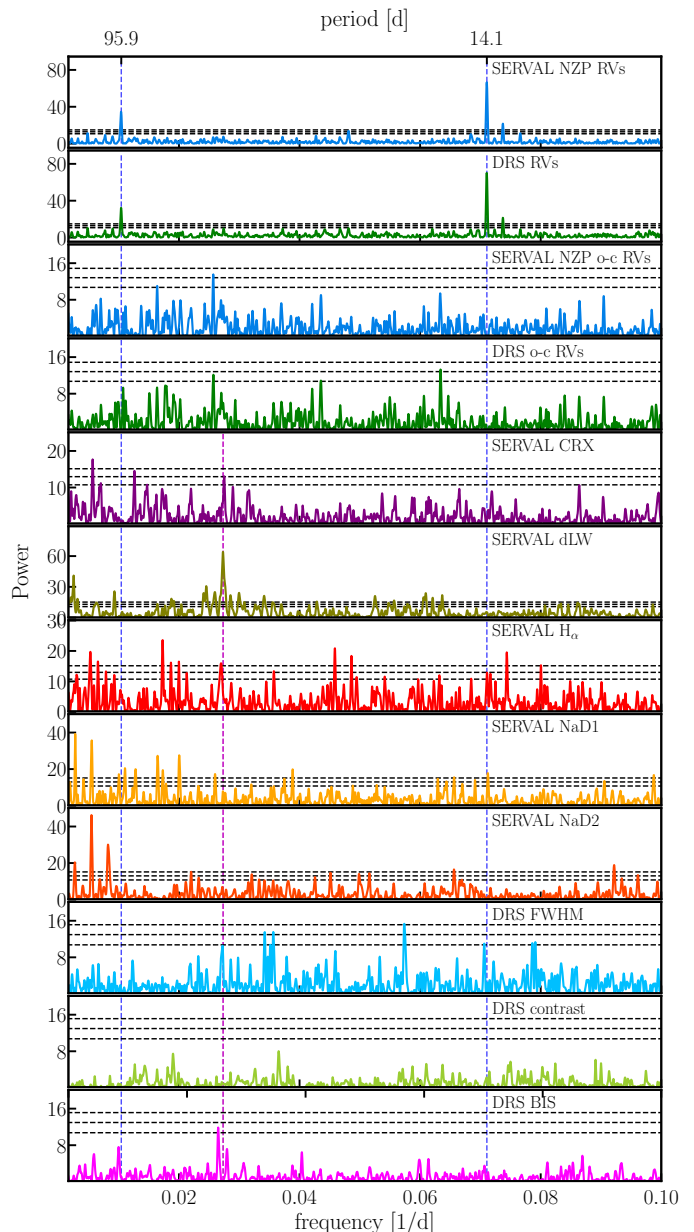 period [d]
95.9 14.1
SERVAL NZP RVs
80
40
0
DRS RVs
80
40
0
SERVAL NZP o-c RVs
16
8
DRS o-c RVs
16
8
SERVAL CRX
20
10
SERVAL dLW
60
30
0
SERVAL Hα
30
20
10
0
SERVAL NaD1
40
20
0
SERVAL NaD2
40
20
0
DRS FWHM
16
8
DRS contrast
16
8
DRS BIS
16
8
Power
0.02 0.04 0.06 0.08 0.10
frequency [1/d]